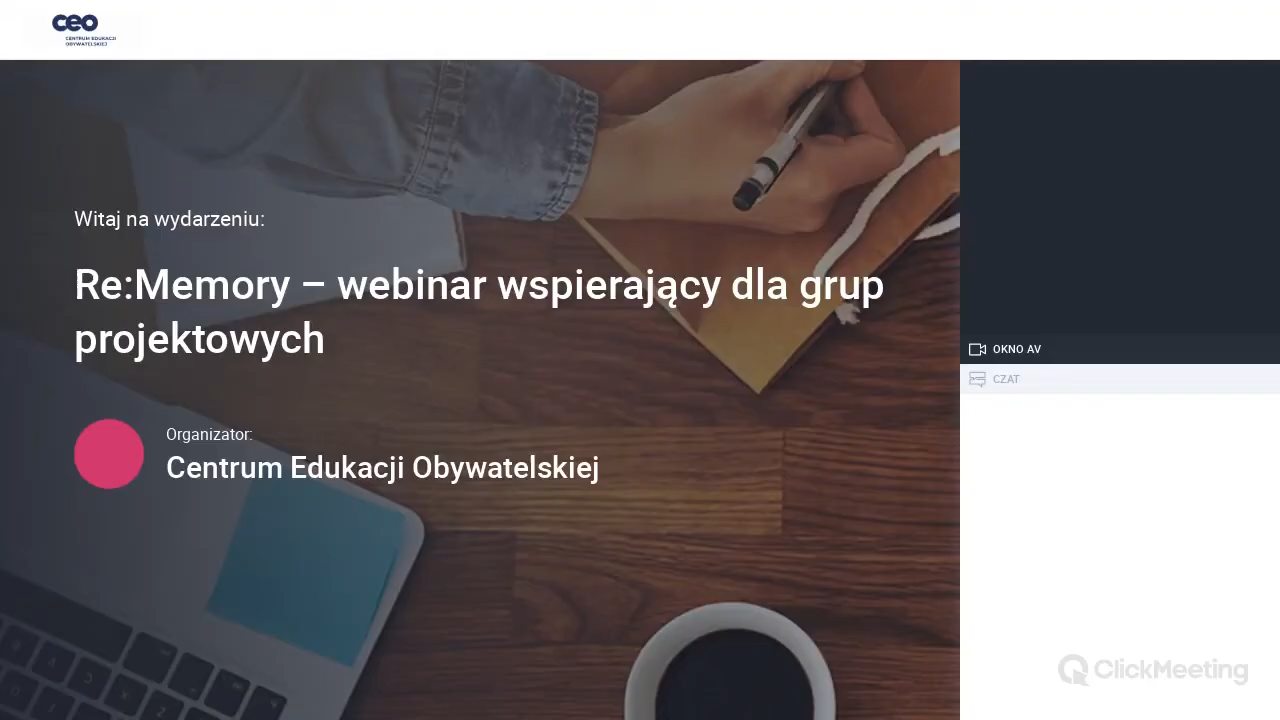 ceo
CENTRUM EDUKACJI
OBYWATELSKIEJ
Witaj na wydarzeniu:
Re:Memory – webinar wspierający dla grup
projektowych
Organizator:
Centrum Edukacji Obywatelskiej
OKNO AV
CZAT
ClickMeeting